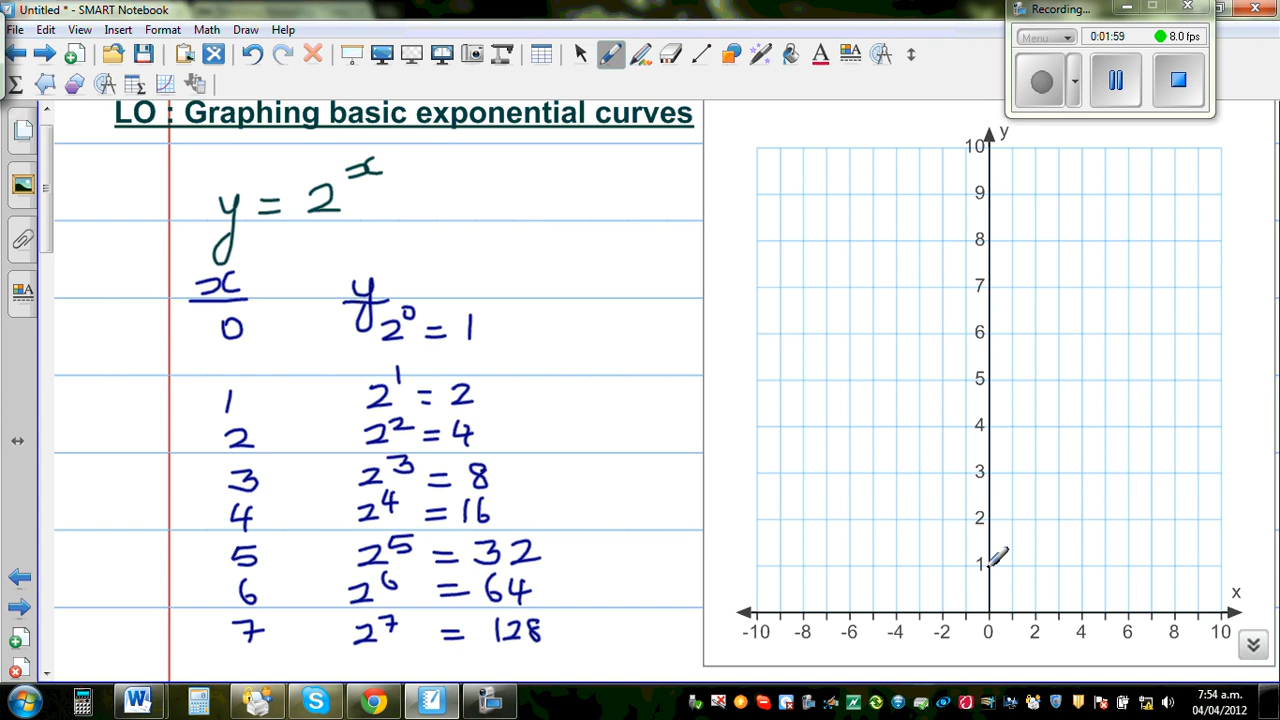 Untitled * - SMART Notebook
Recording...
File Edit View Insert Format Math Draw Help
Menu 0:01:59 8.0 fps
LO : Graphing basic exponential curves
y = 2^x
x y
0 2^0 = 1
1 2^1 = 2
2 2^2 = 4
3 2^3 = 8
4 2^4 = 16
5 2^5 = 32
6 2^6 = 64
7 2^7 = 128
y
10
9
8
7
6
5
4
3
2
1
x
-10 -8 -6 -4 -2 0 2 4 6 8 10
7:54 a.m.
04/04/2012